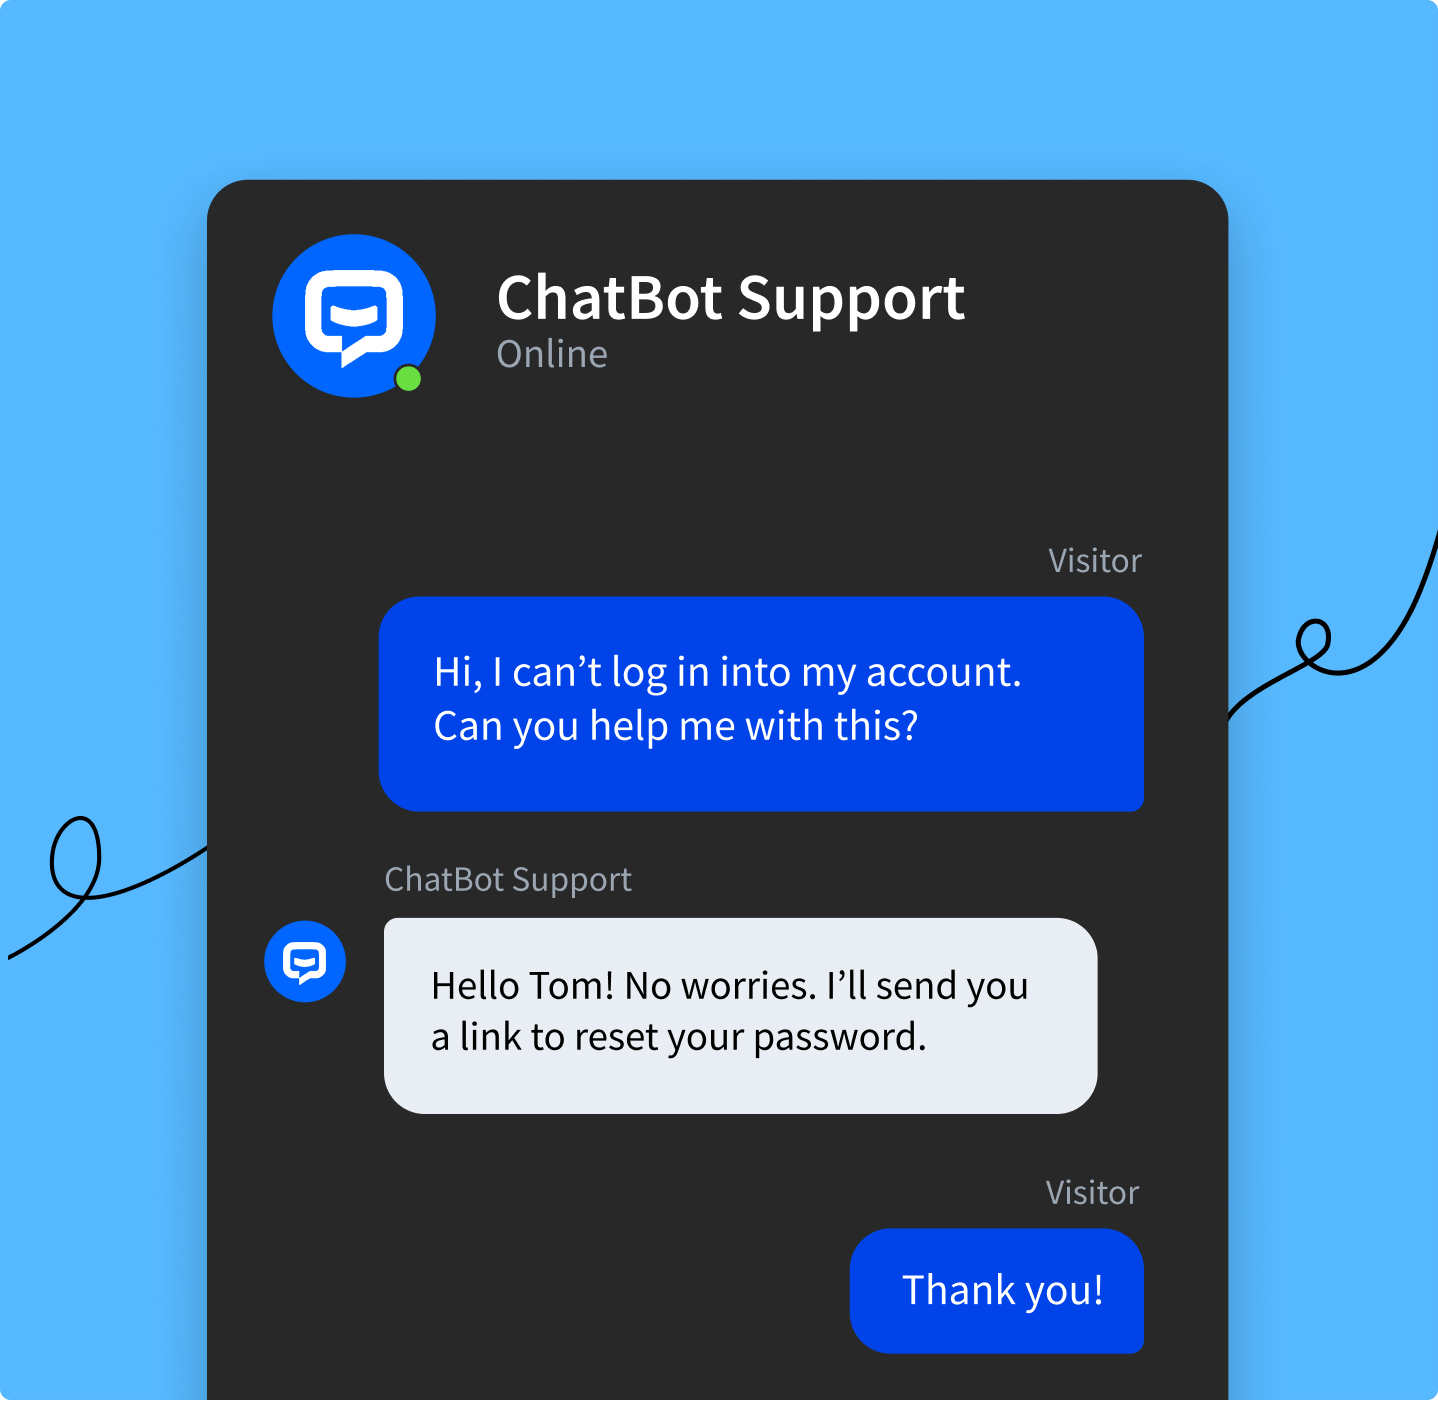 ChatBot Support
Online
Visitor
Hi, I can’t log in into my account.
Can you help me with this?
ChatBot Support
Hello Tom! No worries. I’ll send you
a link to reset your password.
Visitor
Thank you!